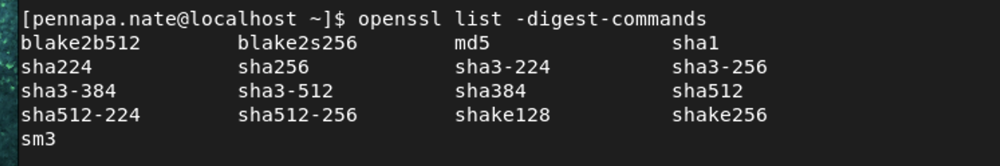 [pennapa.nate@localhost ~]$ openssl list -digest-commands
blake2b512 blake2s256 md5 sha1
sha224 sha256 sha3-224 sha3-256
sha3-384 sha3-512 sha384 sha512
sha512-224 sha512-256 shake128 shake256
sm3